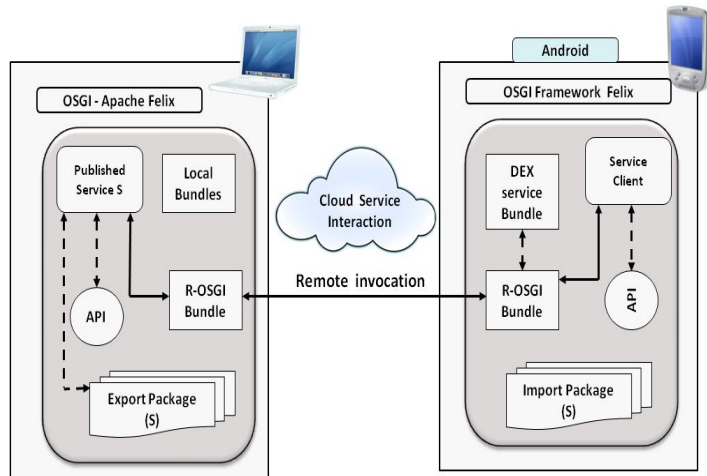 Android
OSGI - Apache Felix
OSGI Framework Felix
Published
Service S
Local
Bundles
API
R-OSGI
Bundle
Export Package
(S)
Cloud Service
Interaction
Remote invocation
DEX
service
Bundle
Service
Client
R-OSGI
Bundle
API
Import Package
(S)